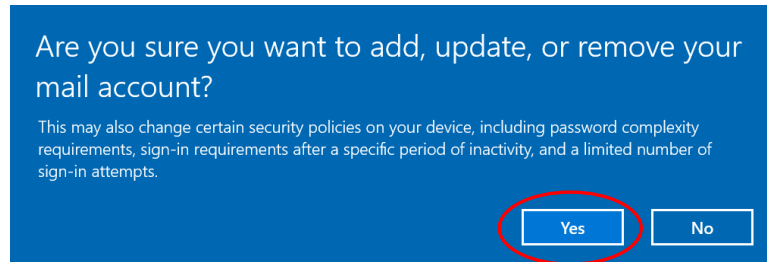 Are you sure you want to add, update, or remove your
mail account?
This may also change certain security policies on your device, including password complexity
requirements, sign-in requirements after a specific period of inactivity, and a limited number of
sign-in attempts.
Yes No